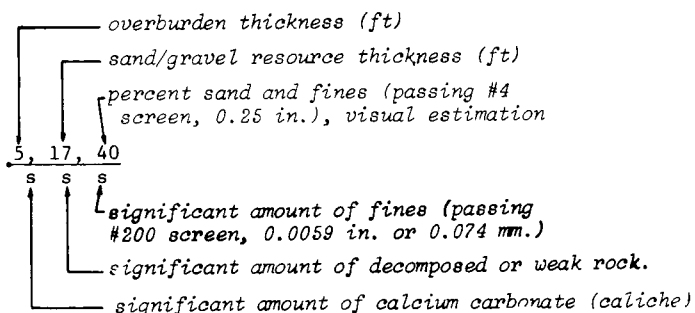 overburden thickness (ft)
sand/gravel resource thickness (ft)
percent sand and fines (passing #4
screen, 0.25 in.), visual estimation
5, 17, 40
s s s
significant amount of fines (passing
#200 screen, 0.0059 in. or 0.074 mm.)
significant amount of decomposed or weak rock.
significant amount of calcium carbonate (caliche)